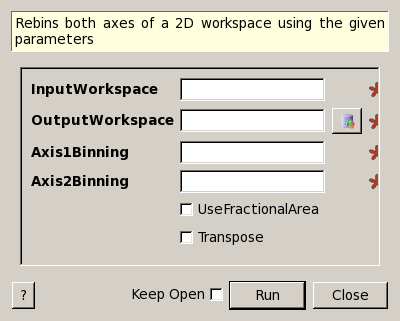 Rebins both axes of a 2D workspace using the given
parameters
InputWorkspace
OutputWorkspace
Axis1Binning
Axis2Binning
UseFractionalArea
Transpose
? Keep Open Run Close